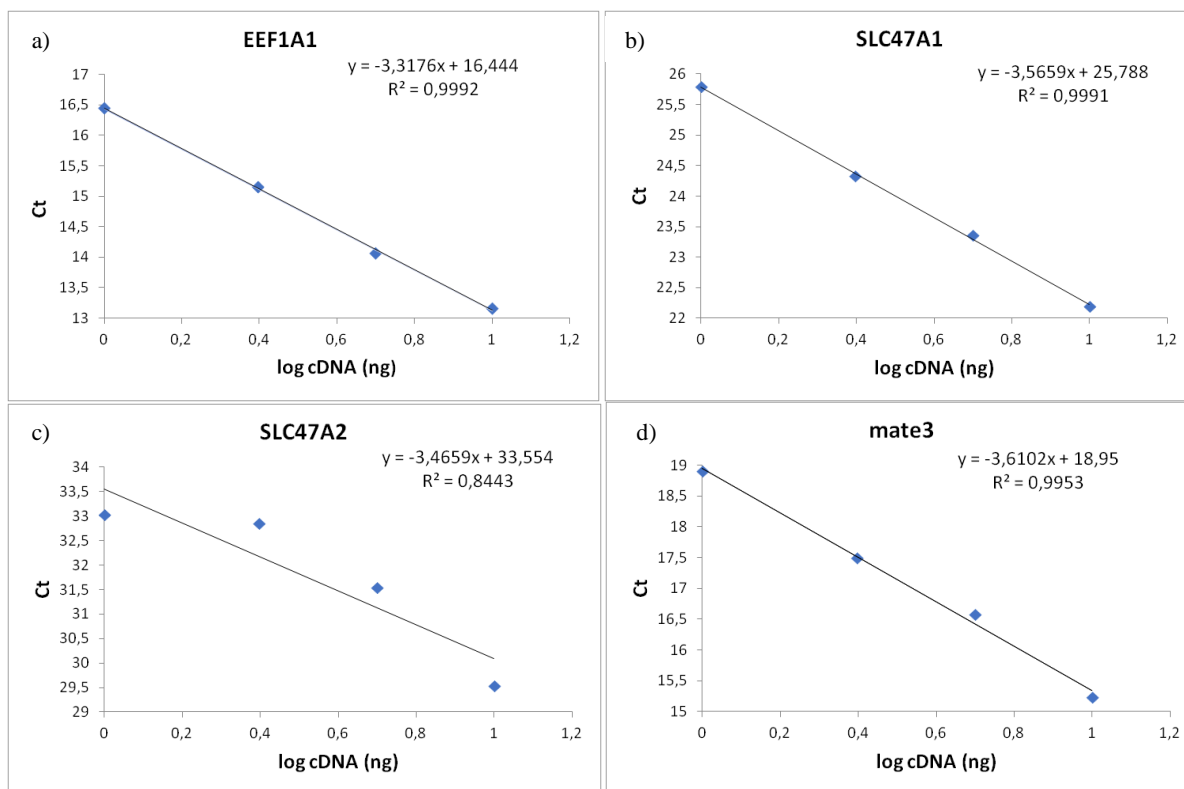 a)
EEF1A1
y = -3,3176x + 16,444
R² = 0,9992
17
16,5
16
15,5
15
14,5
14
13,5
13
Ct
0 0,2 0,4 0,6 0,8 1 1,2
log cDNA (ng)
b)
SLC47A1
y = -3,5659x + 25,788
R² = 0,9991
26
25,5
25
24,5
24
23,5
23
22,5
22
Ct
0 0,2 0,4 0,6 0,8 1 1,2
log cDNA (ng)
c)
SLC47A2
y = -3,4659x + 33,554
R² = 0,8443
34
33,5
33
32,5
32
31,5
31
30,5
30
29,5
29
Ct
0 0,2 0,4 0,6 0,8 1 1,2
log cDNA (ng)
d)
mate3
y = -3,6102x + 18,95
R² = 0,9953
19
18,5
18
17,5
17
16,5
16
15,5
15
Ct
0 0,2 0,4 0,6 0,8 1 1,2
log cDNA (ng)